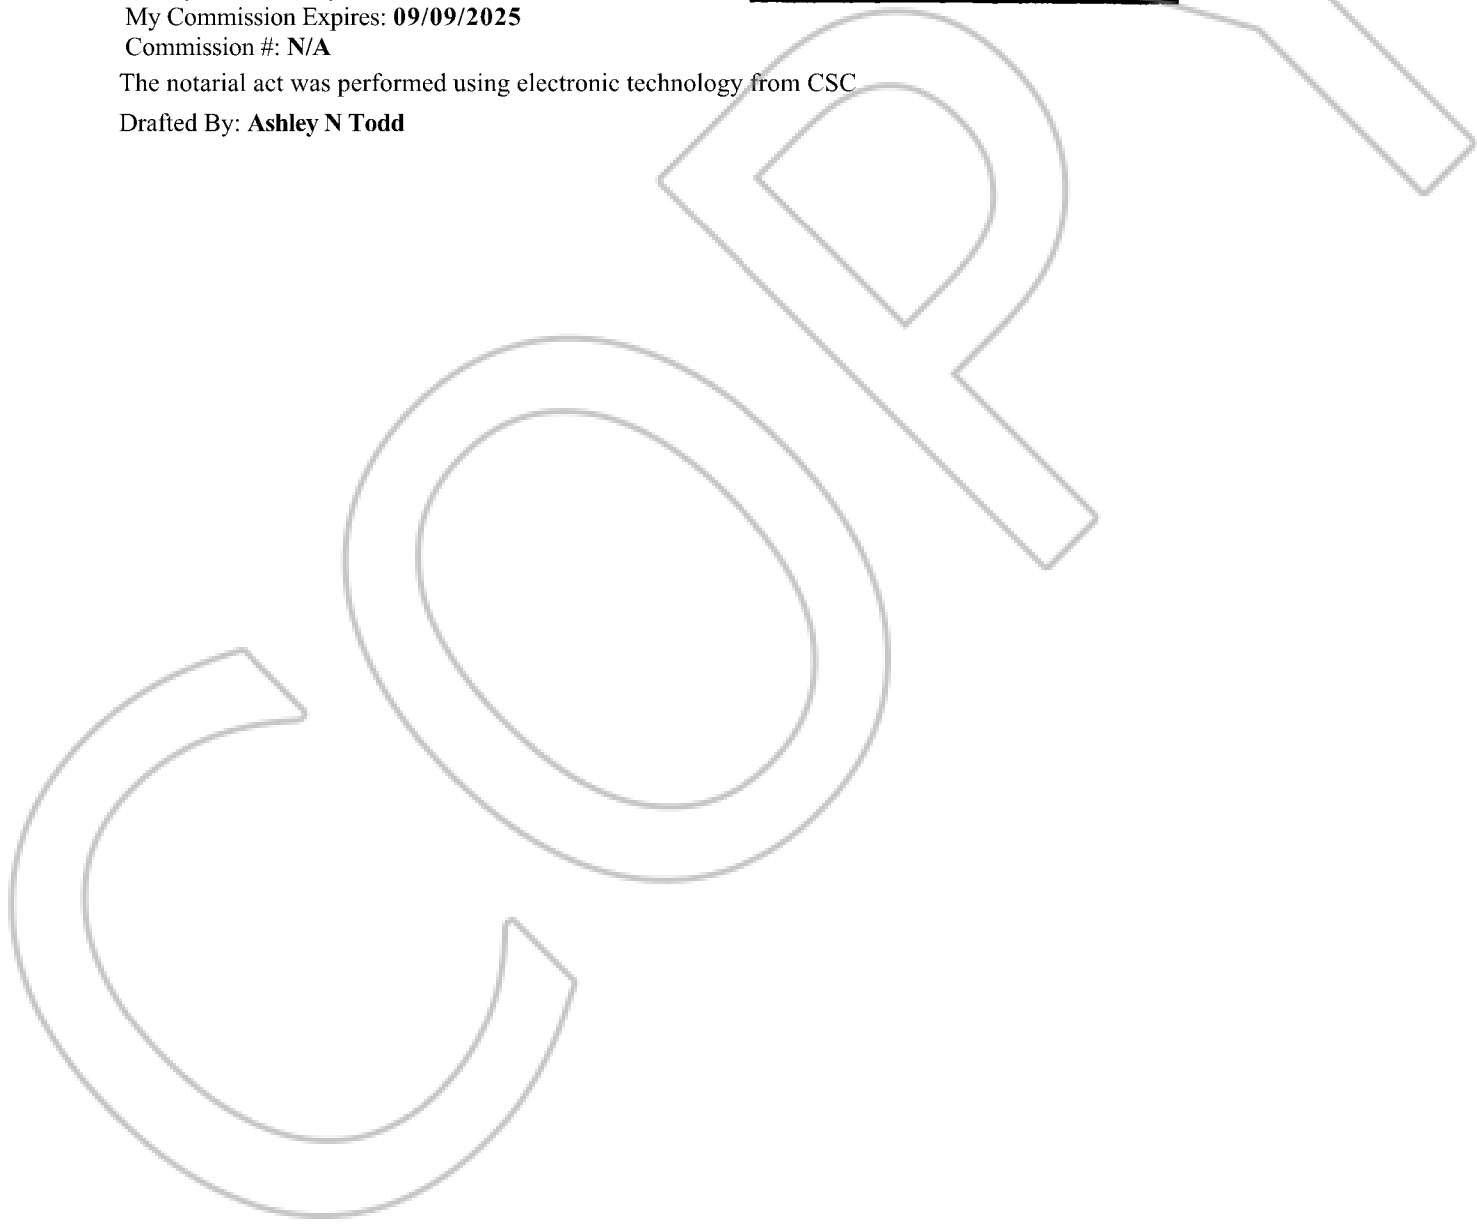 My Commission Expires: 09/09/2025
Commission #: N/A
The notarial act was performed using electronic technology from CSC
Drafted By: Ashley N Todd
COPY